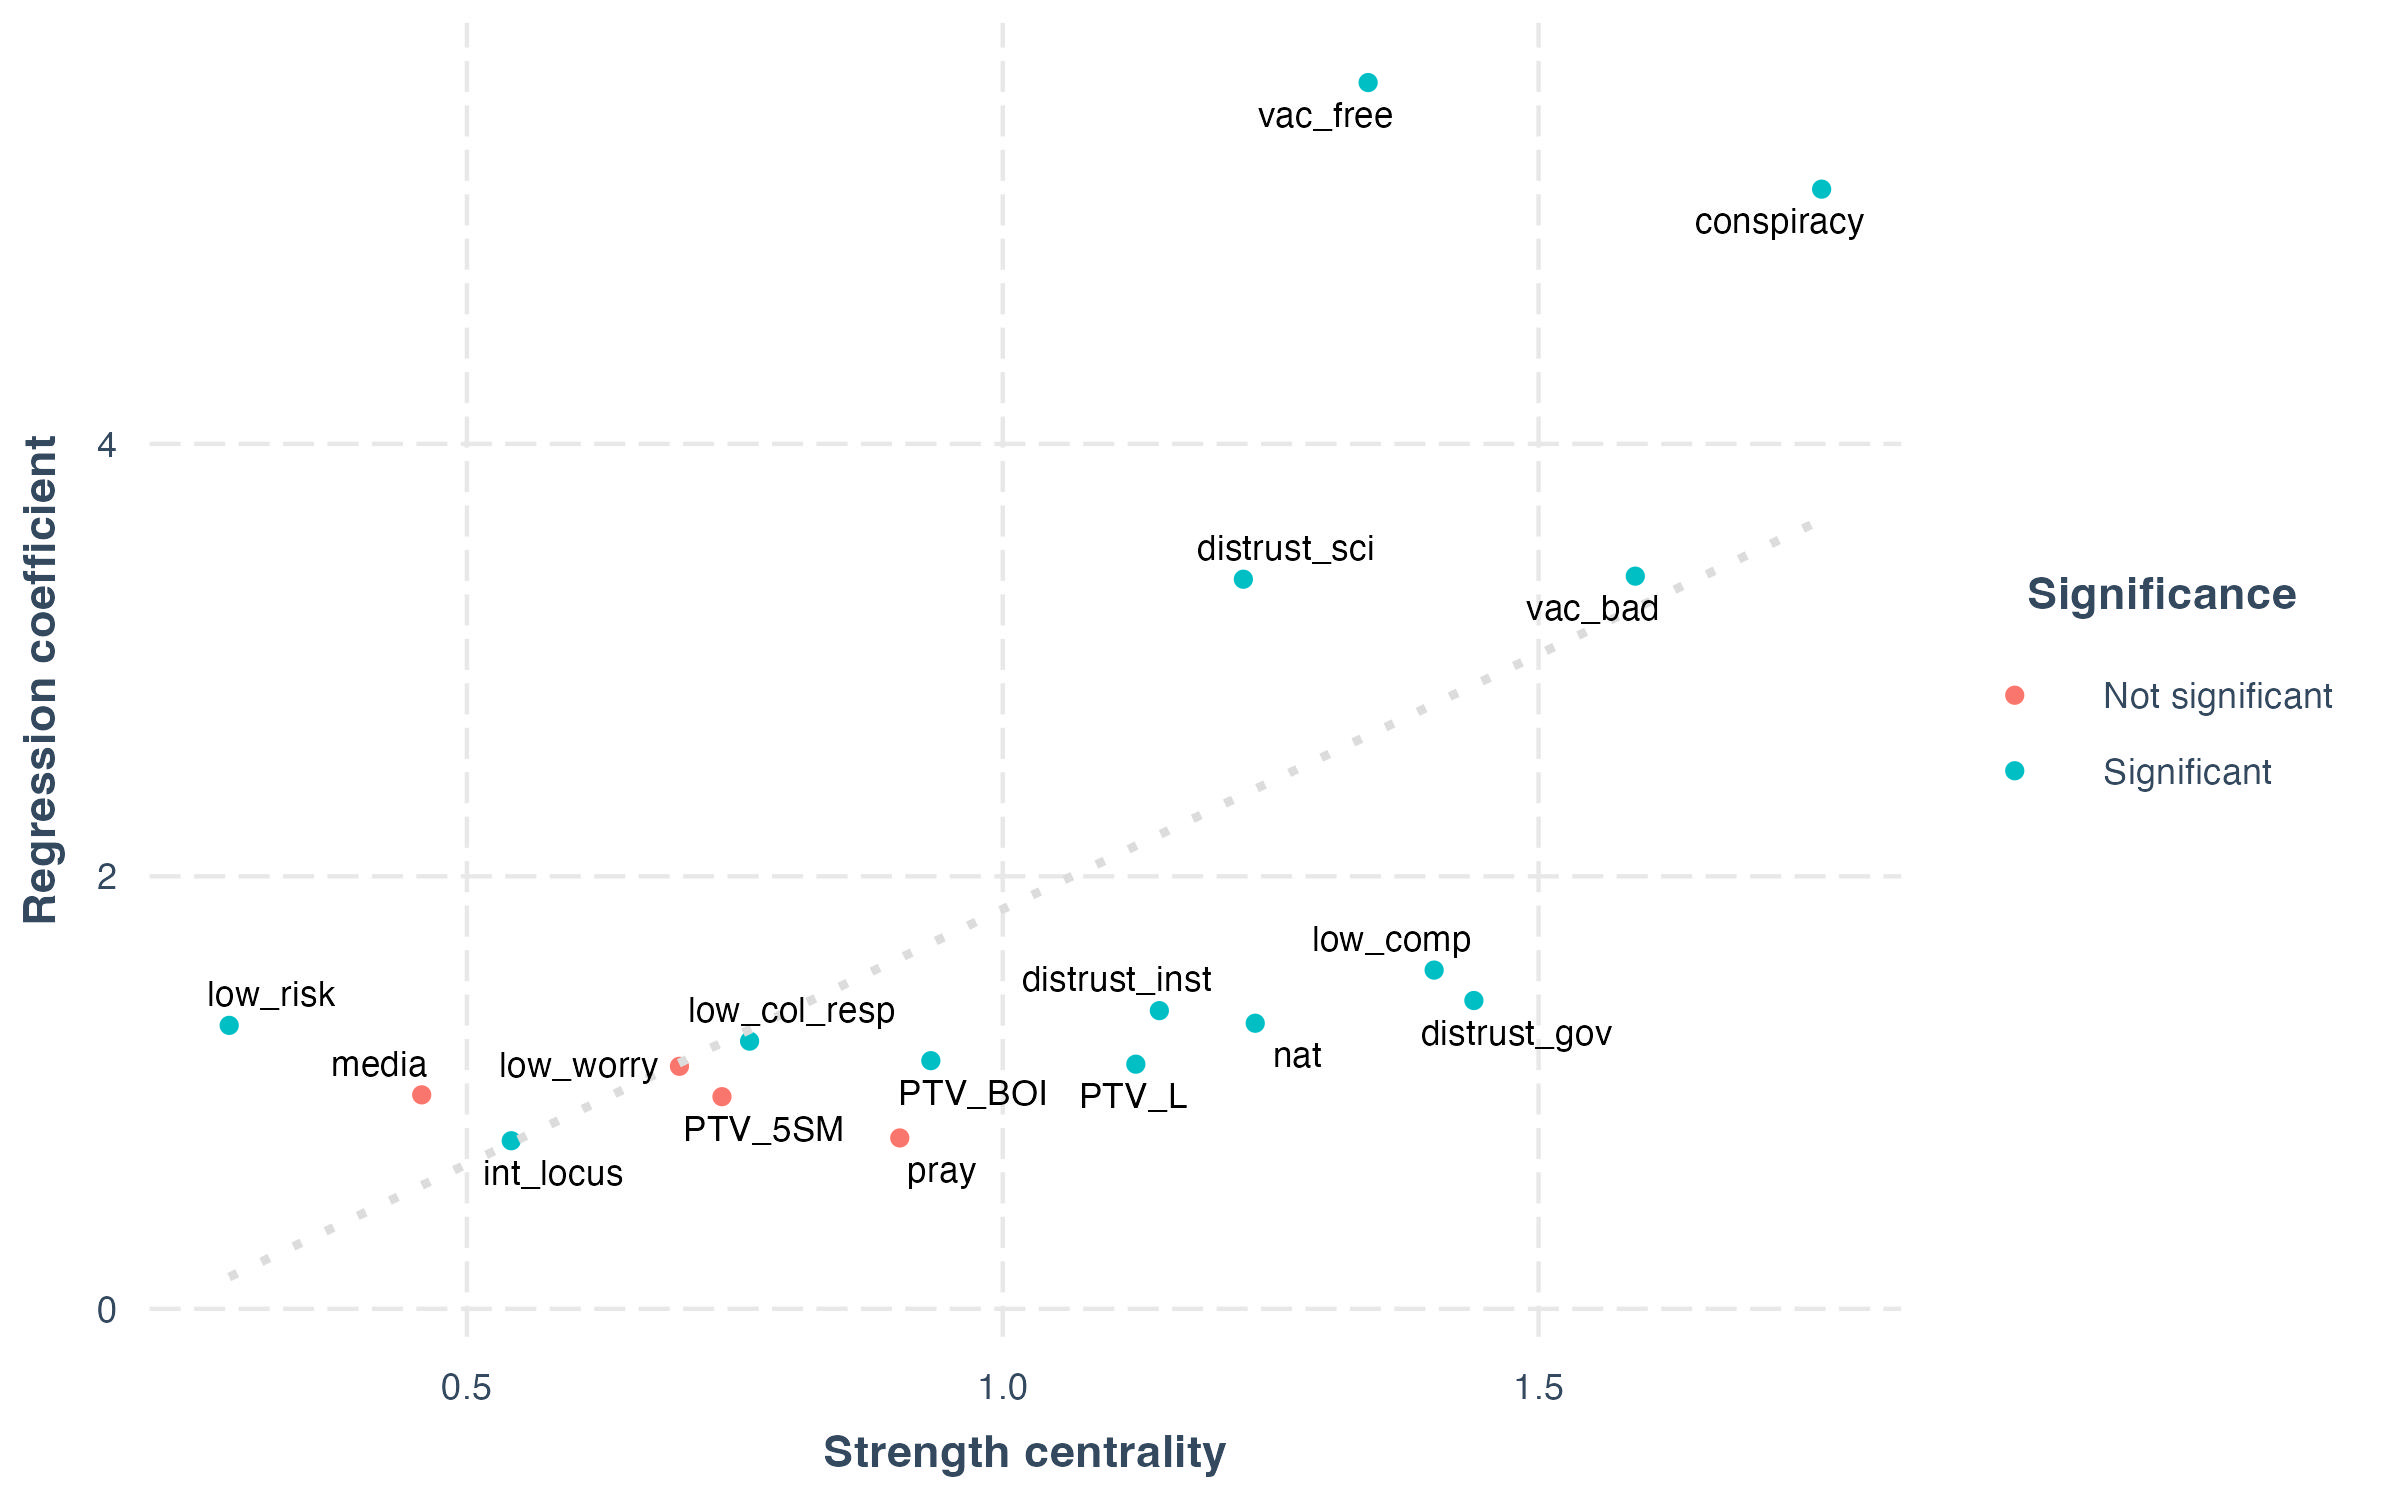 vac_free
conspiracy
4
distrust_sci
vac_bad
Significance
Not significant
Significant
Regression coefficient
2
low_comp
distrust_inst
low_risk
low_col_resp
distrust_gov
nat
media
low_worry
PTV_BOI
PTV_L
PTV_5SM
int_locus
pray
0
0.5
1.0
1.5
Strength centrality